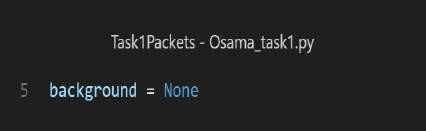 Task1Packets - Osama_task1.py
5 background = None